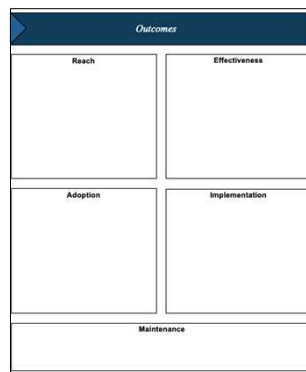 Outcomes
Reach
Effectiveness
Adoption
Implementation
Maintenance